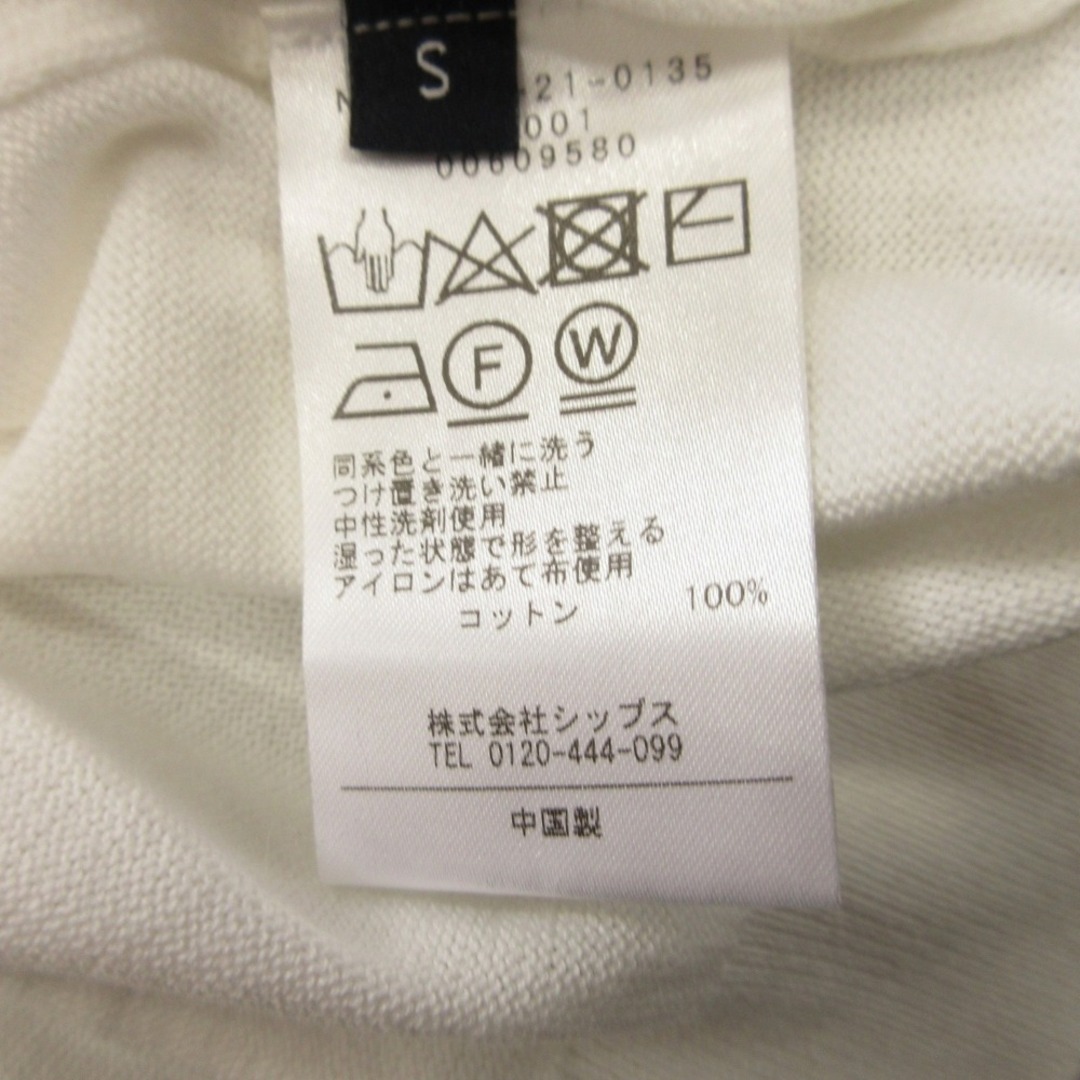 S
21-0135
001
00609580
F
W
同系色と一緒に洗う
つけ置き洗い禁止
中性洗剤使用
湿った状態で形を整える
アイロンはあて布使用
コットン 100%
株式会社シップス
TEL 0120-444-099
中国製